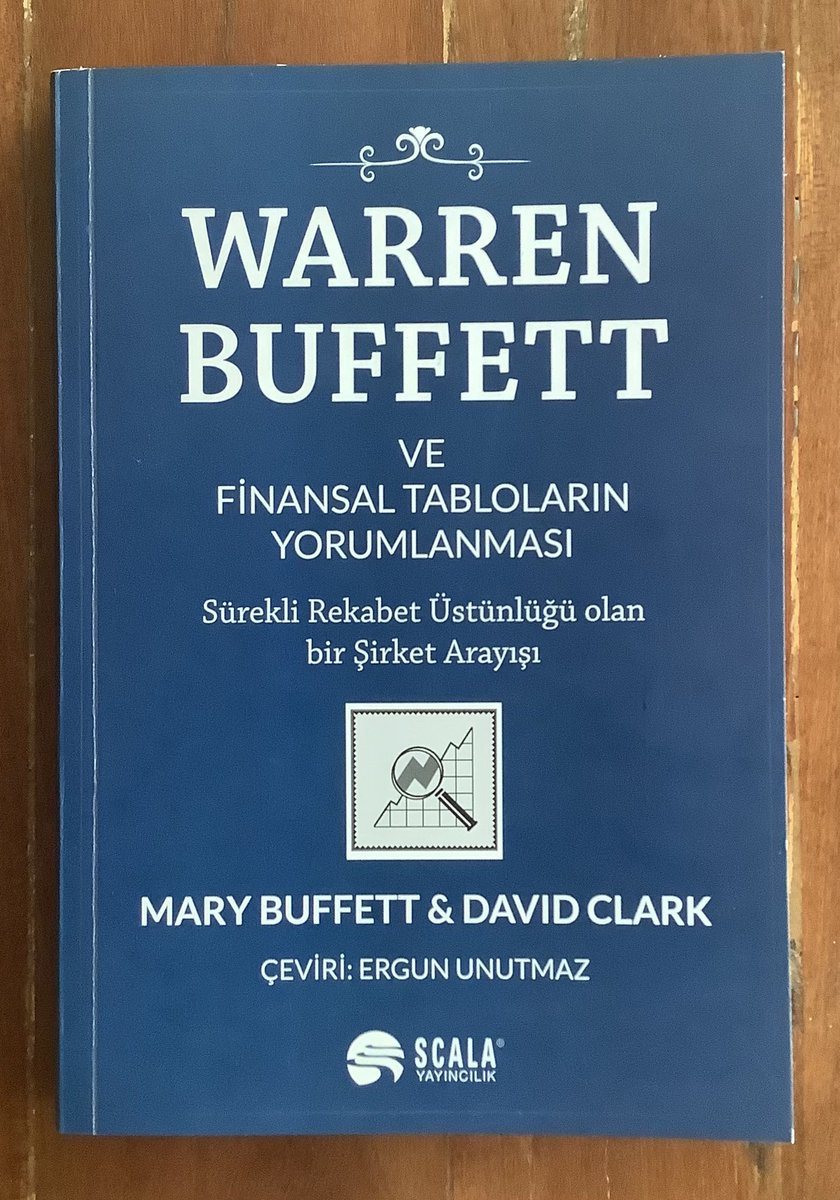 WARREN
BUFFETT
VE
FİNANSAL TABLOLARIN
YORUMLANMASI
Sürekli Rekabet Üstünlüğü olan
bir Şirket Arayışı
MARY BUFFETT & DAVID CLARK
ÇEVİRİ: ERGUN UNUTMAZ
SCALA®
YAYINCILIK